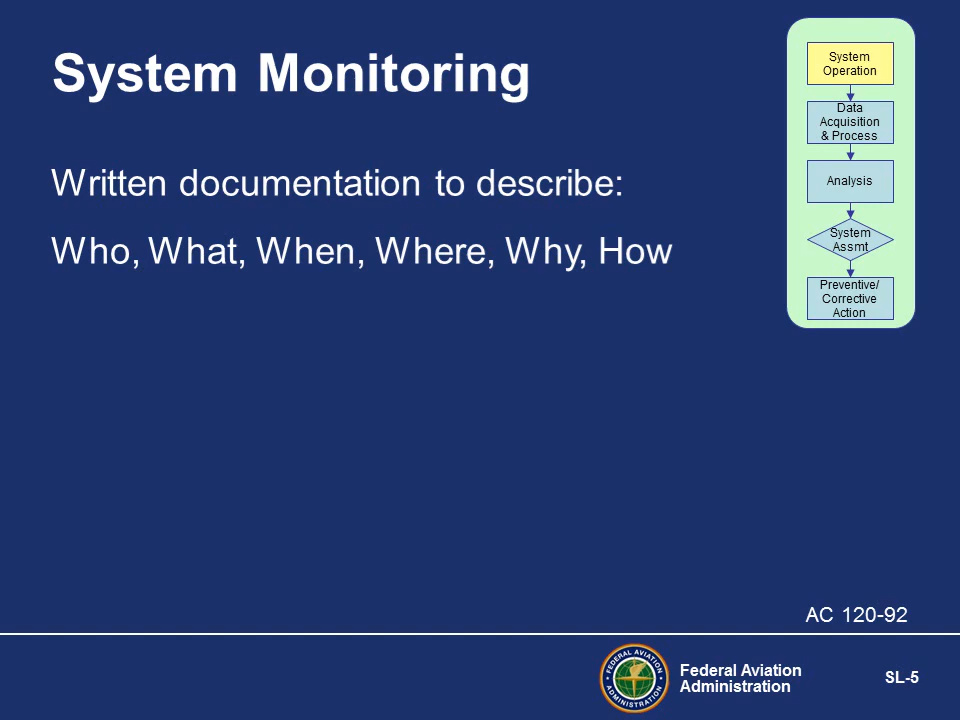 System Monitoring
Written documentation to describe:
Who, What, When, Where, Why, How
System
Operation
Data
Acquisition
& Process
Analysis
System
Assmt
Preventive/
Corrective
Action
AC 120-92
FEDERAL AVIATION
ADMINISTRATION
Federal Aviation
Administration
SL-5